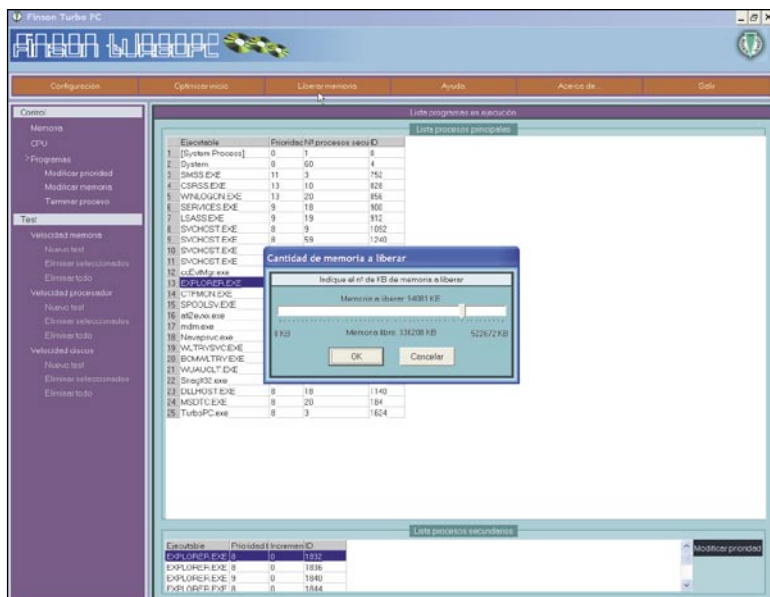 Finson Turbo PC
FINSON TURBOPC
Configuración Optimizar inicio Liberar memoria Ayuda Acerca de... Salir
Control
Memoria
CPU
Programas
Modificar prioridad
Modificar memoria
Terminar proceso
Test
Velocidad memoria
Nuevo test
Eliminar seleccionados
Eliminar todo
Velocidad procesador
Nuevo test
Eliminar seleccionados
Eliminar todo
Velocidad discos
Nuevo test
Eliminar seleccionados
Eliminar todo
Lista programas en ejecución
Lista procesos principales
Ejecutable Prioridad Nº procesos secu ID
1 [System Process] 0 1 0
2 System 8 60 4
3 SMSS.EXE 11 3 752
4 CSRSS.EXE 13 10 828
5 WINLOGON.EXE 13 20 856
6 SERVICES.EXE 9 18 900
7 LSASS.EXE 9 19 912
8 SVCHOST.EXE 8 9 1092
9 SVCHOST.EXE 8 59 1240
10 SVCHOST.EXE
11 SVCHOST.EXE
12 ccEvtMgr.exe
13 EXPLORER.EXE
14 CTFMON.EXE
15 SPOOLSV.EXE
16 ati2evxx.exe
17 mdm.exe
18 Navapsvc.exe
19 WLTRYSVC.EXE
20 BCMWLTRY.EXE
21 WUAUCLT.EXE
22 SnagIt32.exe
23 DLLHOST.EXE 8 18 1140
24 MSDTC.EXE 8 20 184
25 TurboPC.exe 8 3 1624
Cantidad de memoria a liberar
Indique el nº de KB de memoria a liberar
Memoria a liberar KB
0 KB Memoria libre: 338208 KB 522672 KB
OK Cancelar
Lista procesos secundarios
Ejecutable Prioridad Incremen ID
EXPLORER.EXE 8 0 1832
EXPLORER.EXE 8 0 1836
EXPLORER.EXE 9 0 1840
EXPLORER.EXE 8 0 1844
Modificar prioridad